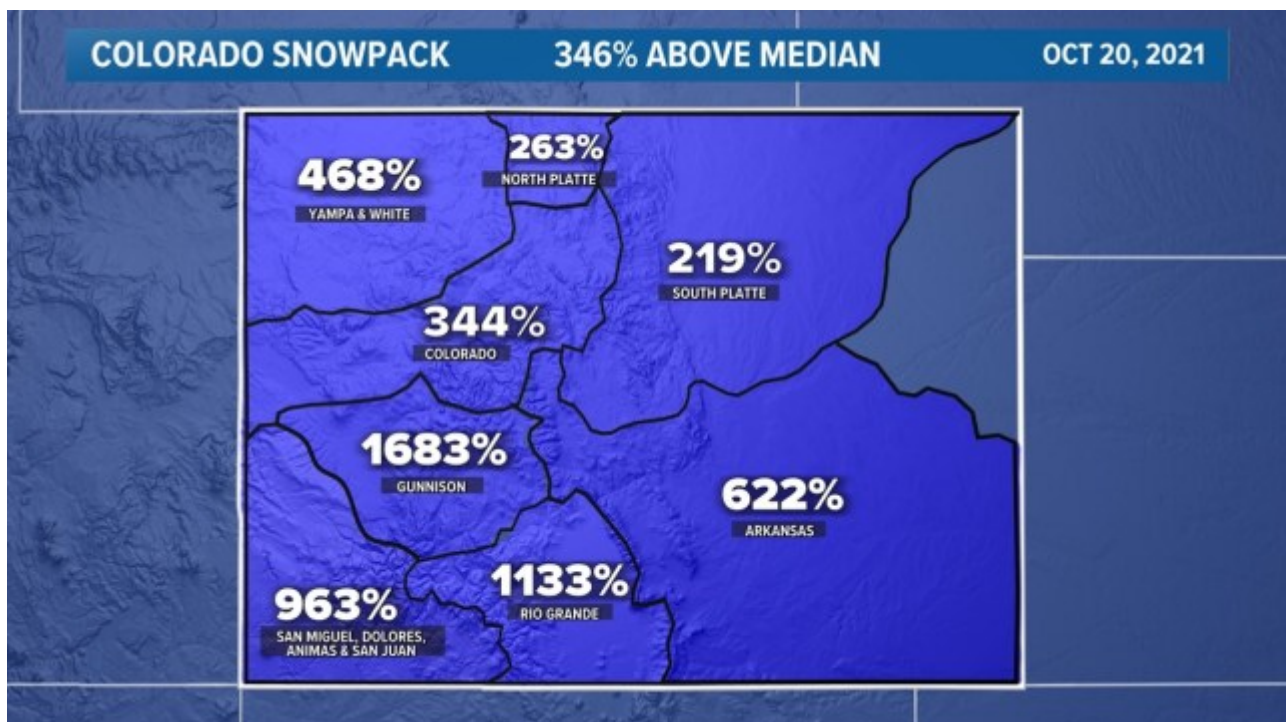 COLORADO SNOWPACK 346% ABOVE MEDIAN OCT 20, 2021
263%
NORTH PLATTE
468%
YAMPA & WHITE
219%
SOUTH PLATTE
344%
COLORADO
1683%
GUNNISON
622%
ARKANSAS
1133%
RIO GRANDE
963%
SAN MIGUEL, DOLORES,
ANIMAS & SAN JUAN